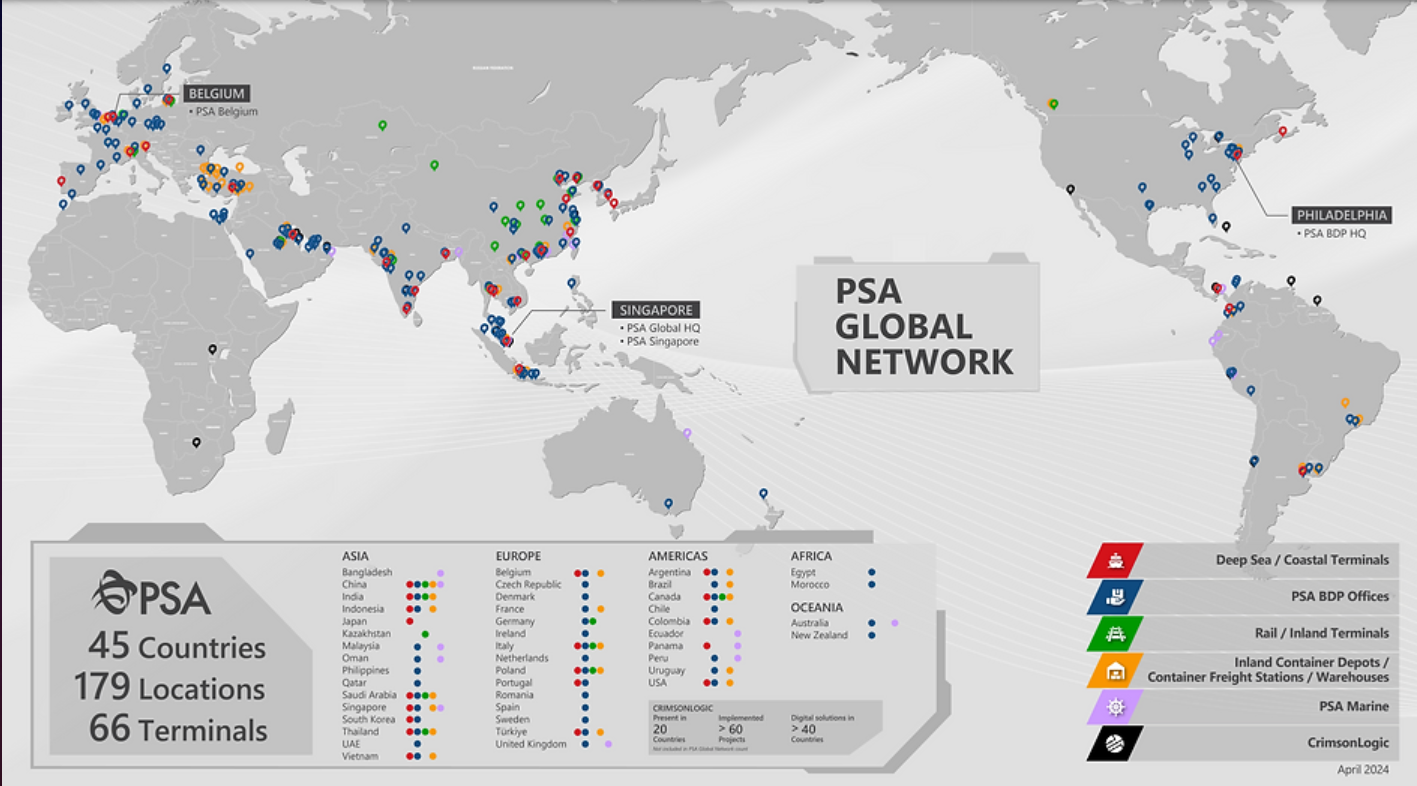 RUSSIAN FEDERATION
BELGIUM
• PSA Belgium
PHILADELPHIA
• PSA BDP HQ
SINGAPORE
• PSA Global HQ
• PSA Singapore
PSA
GLOBAL
NETWORK
PSA
45 Countries
179 Locations
66 Terminals
ASIA
Bangladesh
China
India
Indonesia
Japan
Kazakhstan
Malaysia
Oman
Philippines
Qatar
Saudi Arabia
Singapore
South Korea
Thailand
UAE
Vietnam
EUROPE
Belgium
Czech Republic
Denmark
France
Germany
Ireland
Italy
Netherlands
Poland
Portugal
Romania
Spain
Sweden
Türkiye
United Kingdom
AMERICAS
Argentina
Brazil
Canada
Chile
Colombia
Ecuador
Panama
Peru
Uruguay
USA
AFRICA
Egypt
Morocco
OCEANIA
Australia
New Zealand
CRIMSONLOGIC
Present in
20
Countries
Implemented
> 60
Projects
Digital solutions in
> 40
Countries
Not included in PSA Global Network count
Deep Sea / Coastal Terminals
PSA BDP Offices
Rail / Inland Terminals
Inland Container Depots /
Container Freight Stations / Warehouses
PSA Marine
CrimsonLogic
April 2024